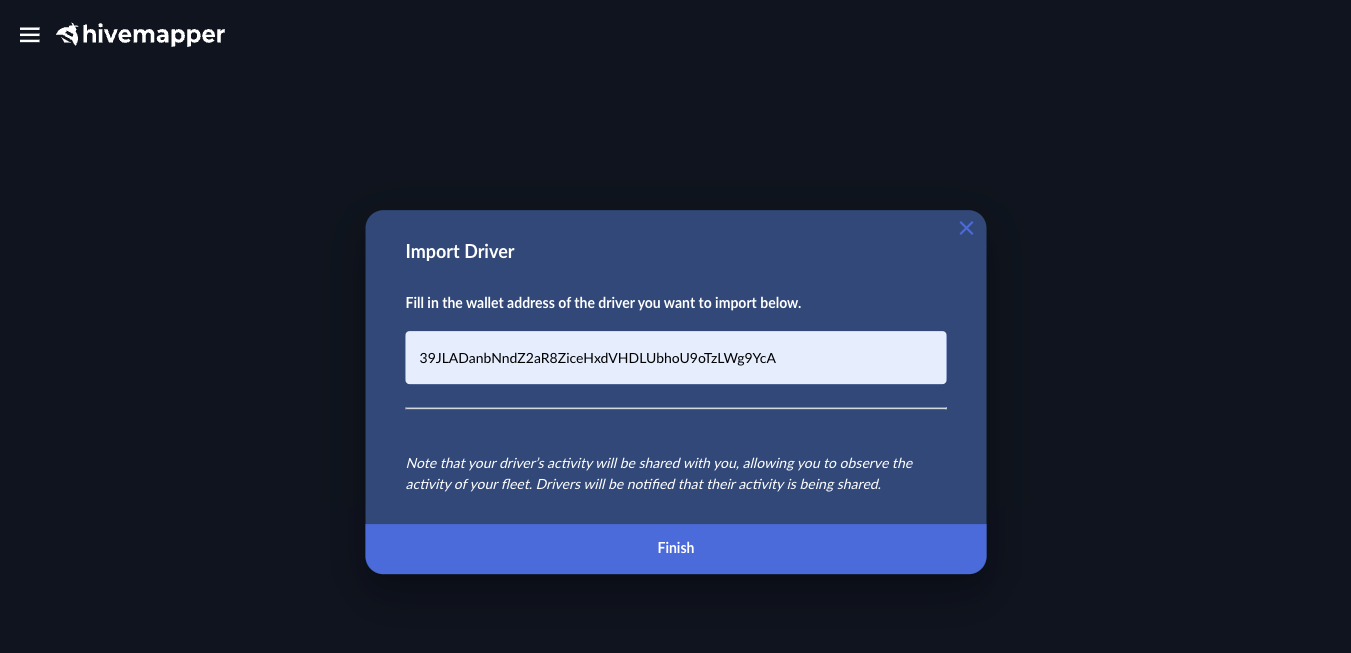 hivemapper
Import Driver
Fill in the wallet address of the driver you want to import below.
39JLADanbNndZ2aR8ZiceHxdVHDLUbhoU9oTzLWg9YcA
Note that your driver's activity will be shared with you, allowing you to observe the
activity of your fleet. Drivers will be notified that their activity is being shared.
Finish